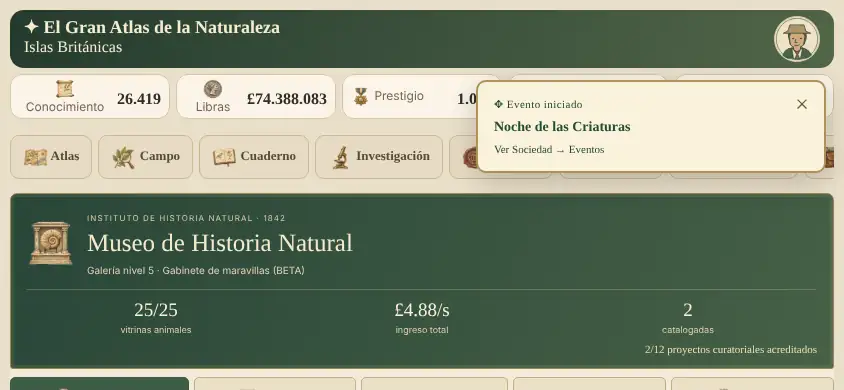 ✦ El Gran Atlas de la Naturaleza
Islas Británicas
Conocimiento 26.419
Libras £74.388.083
Prestigio 1.0
✥ Evento iniciado
Noche de las Criaturas
Ver Sociedad → Eventos
Atlas
Campo
Cuaderno
Investigación
INSTITUTO DE HISTORIA NATURAL · 1842
Museo de Historia Natural
Galería nivel 5 · Gabinete de maravillas (BETA)
25/25
vitrinas animales
£4.88/s
ingreso total
2
catalogadas
2/12 proyectos curatoriales acreditados